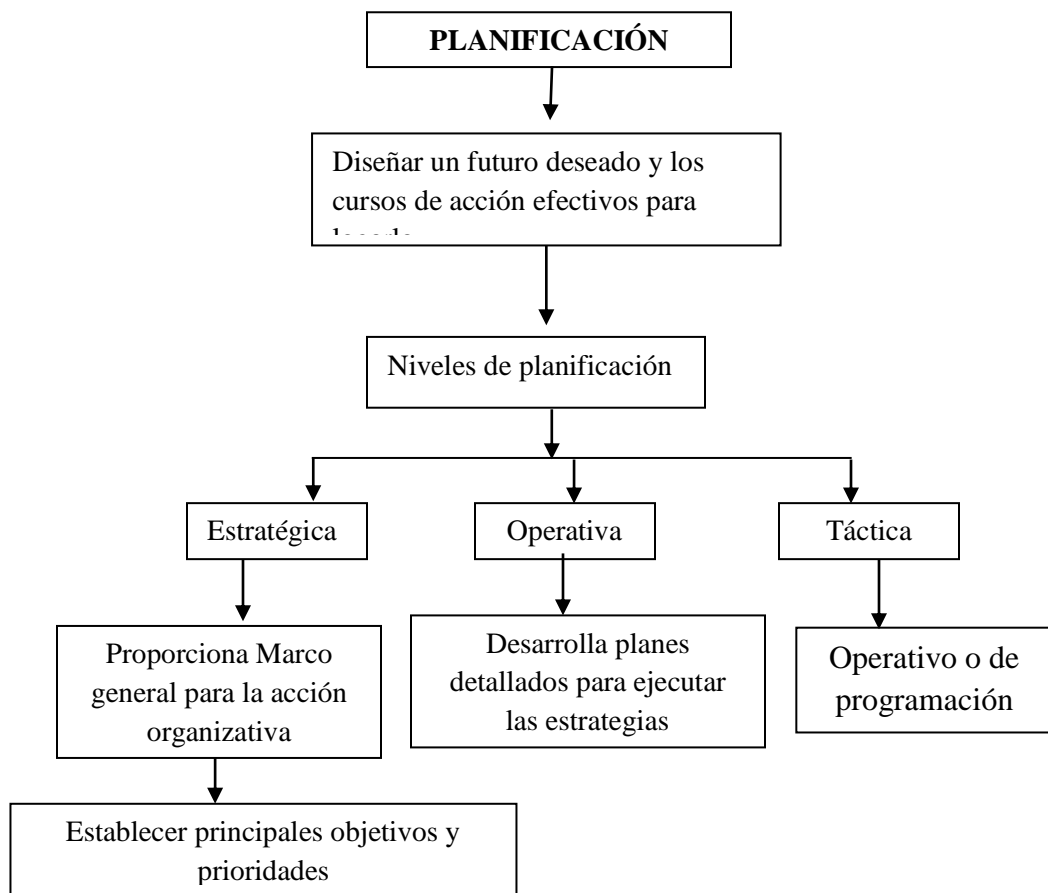 PLANIFICACIÓN
Diseñar un futuro deseado y los
cursos de acción efectivos para
Niveles de planificación
Estratégica
Operativa
Táctica
Proporciona Marco
general para la acción
organizativa
Desarrolla planes
detallados para ejecutar
las estrategias
Operativo o de
programación
Establecer principales objetivos y
prioridades